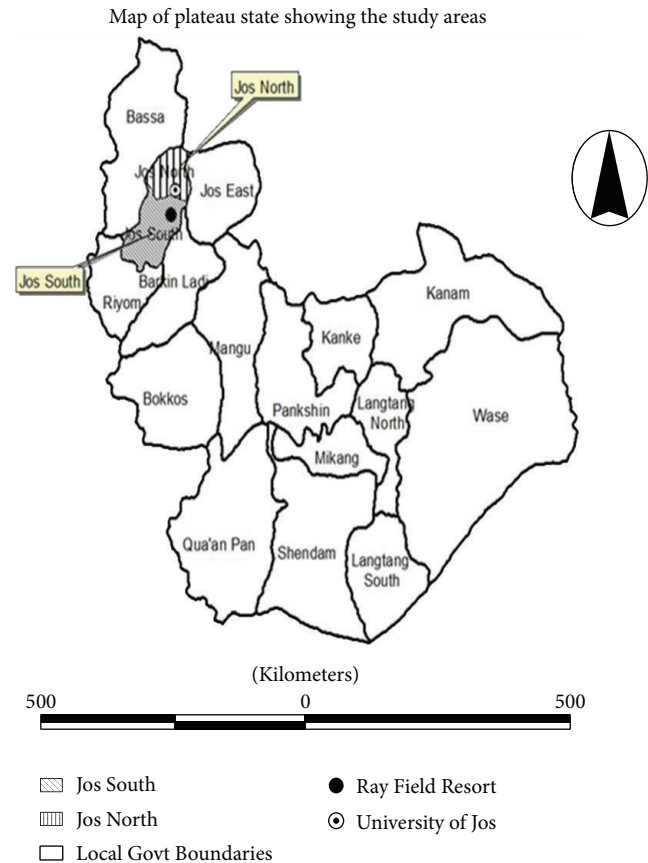 Map of plateau state showing the study areas
Jos North
Bassa
Jos North
Jos East
Jos South
Jos South
Barkin Ladi
Riyom
Kanam
Mangu
Kanke
Bokkos
Pankshin
Langtang
North
Wase
Mikang
Qua'an Pan
Shendam
Langtang
South
(Kilometers)
500 0 500
Jos South
Ray Field Resort
Jos North
University of Jos
Local Govt Boundaries